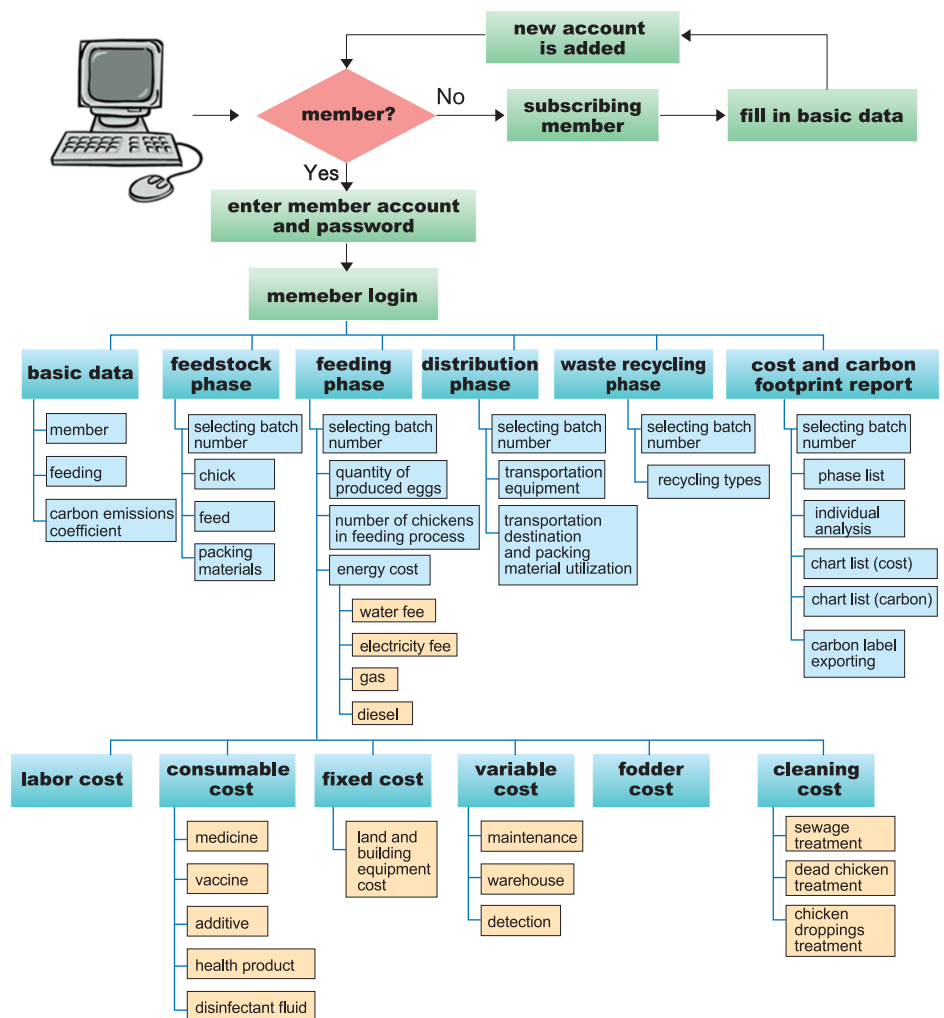 new account
is added
member?
No
subscribing
member
fill in basic data
Yes
enter member account
and password
memeber login
basic data
feedstock
phase
feeding
phase
distribution
phase
waste recycling
phase
cost and carbon
footprint report
member
feeding
carbon emissions
coefficient
selecting batch
number
chick
feed
packing
materials
selecting batch
number
quantity of
produced eggs
number of chickens
in feeding process
energy cost
water fee
electricity fee
gas
diesel
selecting batch
number
transportation
equipment
transportation
destination
and packing
material utilization
selecting batch
number
recycling types
selecting batch
number
phase list
individual
analysis
chart list (cost)
chart list (carbon)
carbon label
exporting
labor cost
consumable
cost
fixed cost
variable
cost
fodder
cost
cleaning
cost
medicine
vaccine
additive
health product
disinfectant fluid
land and
building
equipment
cost
maintenance
warehouse
detection
sewage
treatment
dead chicken
treatment
chicken
droppings
treatment